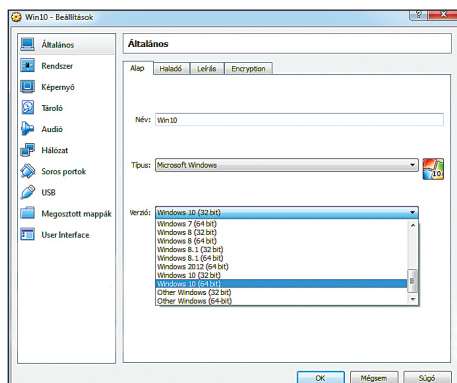 Win10 - Beállítások
Általános
Rendszer
Képernyő
Tároló
Audió
Hálózat
Soros portok
USB
Megosztott mappák
User Interface
Általános
Alap Haladó Leírás Encryption
Név: Win10
Típus: Microsoft Windows
10
Verzió: Windows 10 (32 bit)
Windows 7 (64 bit)
Windows 8 (32 bit)
Windows 8 (64 bit)
Windows 8.1 (32 bit)
Windows 8.1 (64 bit)
Windows 2012 (64 bit)
Windows 10 (32 bit)
Windows 10 (64 bit)
Other Windows (32 bit)
Other Windows (64-bit)
OK Mégsem Súgó